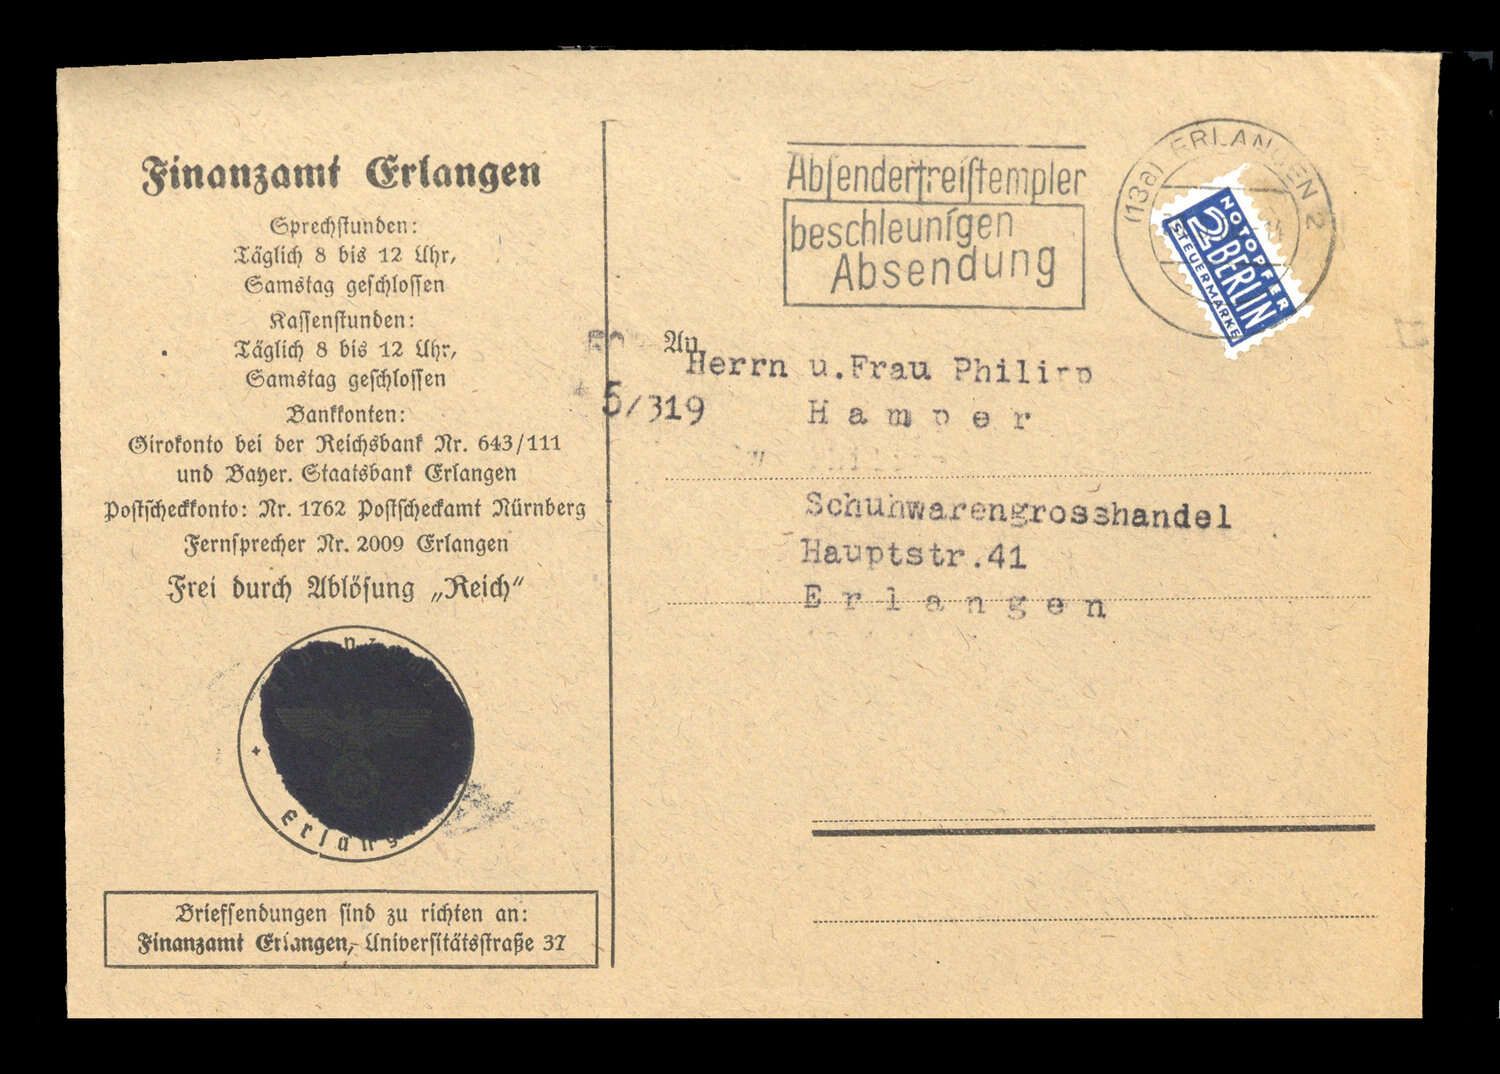 Finanzamt Erlangen
Sprechstunden:
Täglich 8 bis 12 Uhr,
Samstag geschlossen
Kassenstunden:
Täglich 8 bis 12 Uhr,
Samstag geschlossen
Bankkonten:
Girokonto bei der Reichsbank Nr. 643/111
und Bayer. Staatsbank Erlangen
Postscheckkonto: Nr. 1762 Postscheckamt Nürnberg
Fernsprecher Nr. 2009 Erlangen
Frei durch Ablösung „Reich“
Erlang
Briefsendungen sind zu richten an:
Finanzamt Erlangen, Universitätsstraße 37
Absenderfreistempler
beschleunigen
Absendung
(13a) ERLANGEN 2
NOTOPFER
2 BERLIN
STEUERMARKE
An
Herrn u.Frau Philipp
5/319
Hamper
Schuhwarengrosshandel
Hauptstr.41
Erlangen